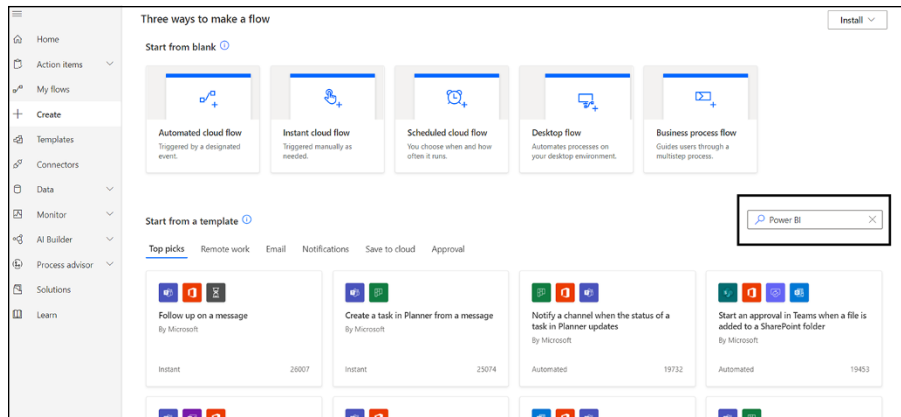 Three ways to make a flow
Install
Home
Action items
My flows
Create
Templates
Connectors
Data
Monitor
AI Builder
Process advisor
Solutions
Learn
Start from blank
Automated cloud flow
Triggered by a designated
event.
Instant cloud flow
Triggered manually as
needed.
Scheduled cloud flow
You choose when and how
often it runs.
Desktop flow
Automates processes on
your desktop environment.
Business process flow
Guides users through a
multistep process.
Start from a template
Power BI
Top picks
Remote work
Email
Notifications
Save to cloud
Approval
Follow up on a message
By Microsoft
Instant
26007
Create a task in Planner from a message
By Microsoft
Instant
25074
Notify a channel when the status of a
task in Planner updates
By Microsoft
Automated
19732
Start an approval in Teams when a file is
added to a SharePoint folder
By Microsoft
Automated
19453